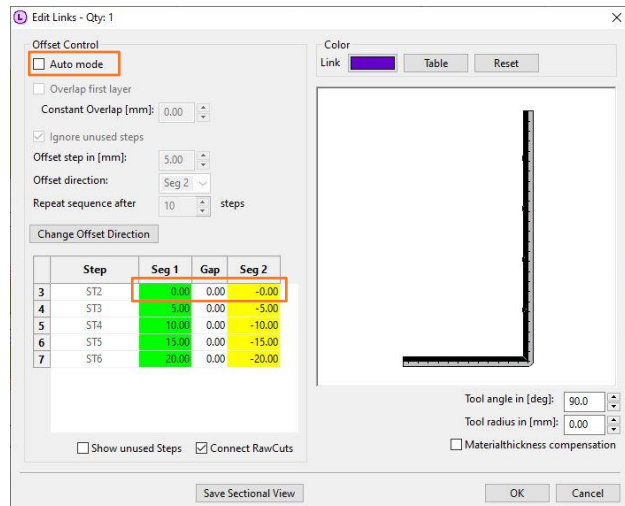 Edit Links - Qty: 1
Offset Control
Auto mode
Overlap first layer
Constant Overlap [mm]: 0.00
Ignore unused steps
Offset step in [mm]: 5.00
Offset direction: Seg 2
Repeat sequence after 10 steps
Change Offset Direction
Step Seg 1 Gap Seg 2
3 ST2 0.00 0.00 -0.00
4 ST3 5.00 0.00 -5.00
5 ST4 10.00 0.00 -10.00
6 ST5 15.00 0.00 -15.00
7 ST6 20.00 0.00 -20.00
Show unused Steps Connect RawCuts
Color
Link Table Reset
Tool angle in [deg]: 90.0
Tool radius in [mm]: 0.00
Materialthickness compensation
Save Sectional View OK Cancel